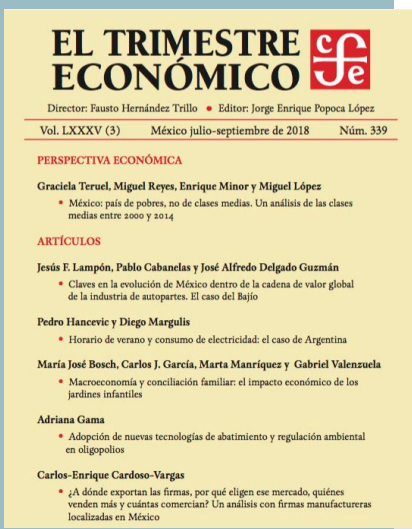 EL TRIMESTRE
ECONÓMICO
cfe
Director: Fausto Hernández Trillo • Editor: Jorge Enrique Popoca López
Vol. LXXXV (3) México julio-septiembre de 2018 Núm. 339
PERSPECTIVA ECONÓMICA
Graciela Teruel, Miguel Reyes, Enrique Minor y Miguel López
• México: país de pobres, no de clases medias. Un análisis de las clases
medias entre 2000 y 2014
ARTÍCULOS
Jesús F. Lampón, Pablo Cabanelas y José Alfredo Delgado Guzmán
• Claves en la evolución de México dentro de la cadena de valor global
de la industria de autopartes. El caso del Bajío
Pedro Hancevic y Diego Margulis
• Horario de verano y consumo de electricidad: el caso de Argentina
María José Bosch, Carlos J. García, Marta Manríquez y Gabriel Valenzuela
• Macroeconomía y conciliación familiar: el impacto económico de los
jardines infantiles
Adriana Gama
• Adopción de nuevas tecnologías de abatimiento y regulación ambiental
en oligopolios
Carlos-Enrique Cardoso-Vargas
• ¿A dónde exportan las firmas, por qué eligen ese mercado, quiénes
venden más y cuántas comercian? Un análisis con firmas manufactureras
localizadas en México